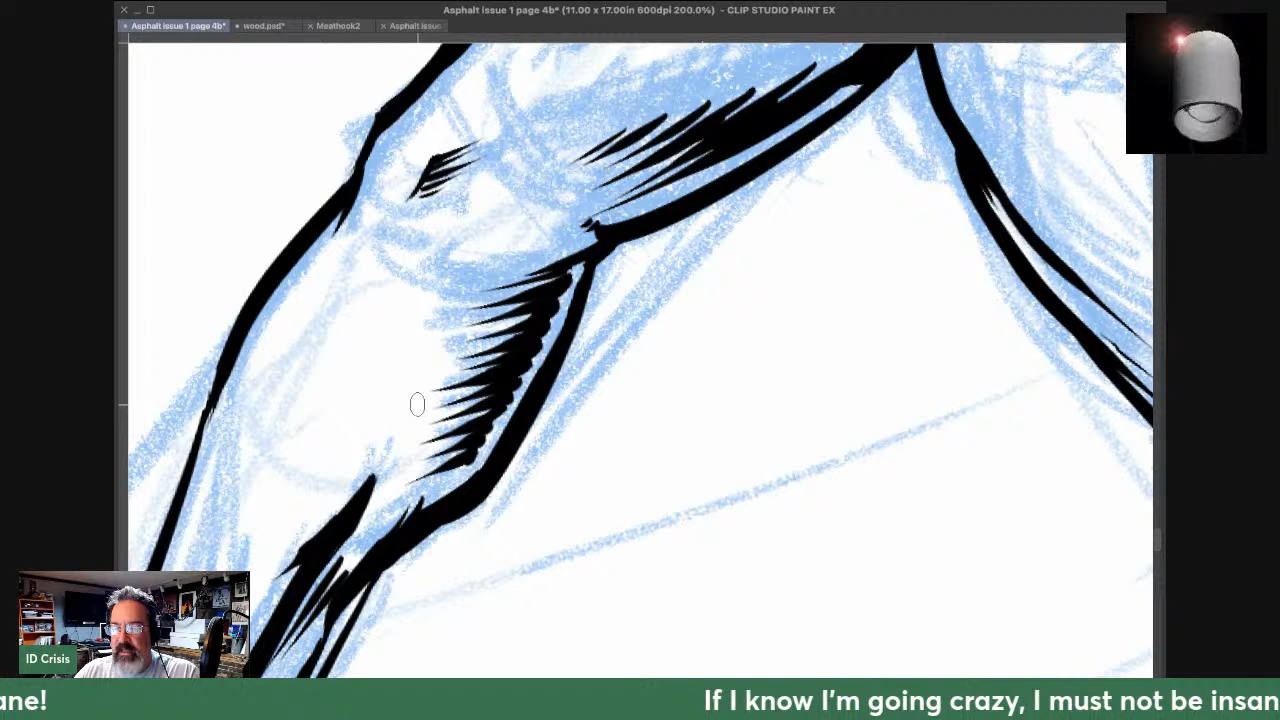 Asphalt issue 1 page 4b* (11.00 x 17.00in 600dpi 200.0%) - CLIP STUDIO PAINT EX
Asphalt issue 1 page 4b* wood.pad* Meathook2 Asphalt issue
ID Crisis
ane! If I know I'm going crazy, I must not be insan